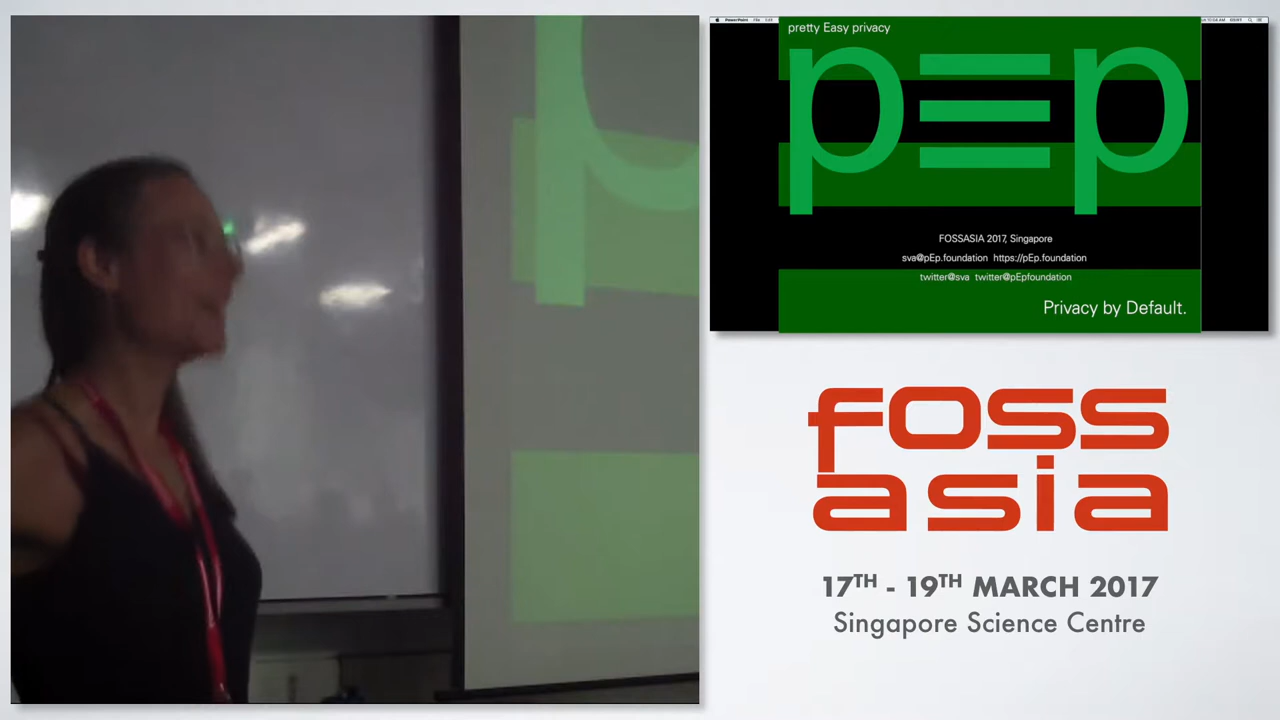 pretty Easy privacy
pEp
FOSSASIA 2017, Singapore
sva@pEp.foundation https://pEp.foundation
twitter@sva twitter@pEpfoundation
Privacy by Default.
foss
asia
17TH - 19TH MARCH 2017
Singapore Science Centre